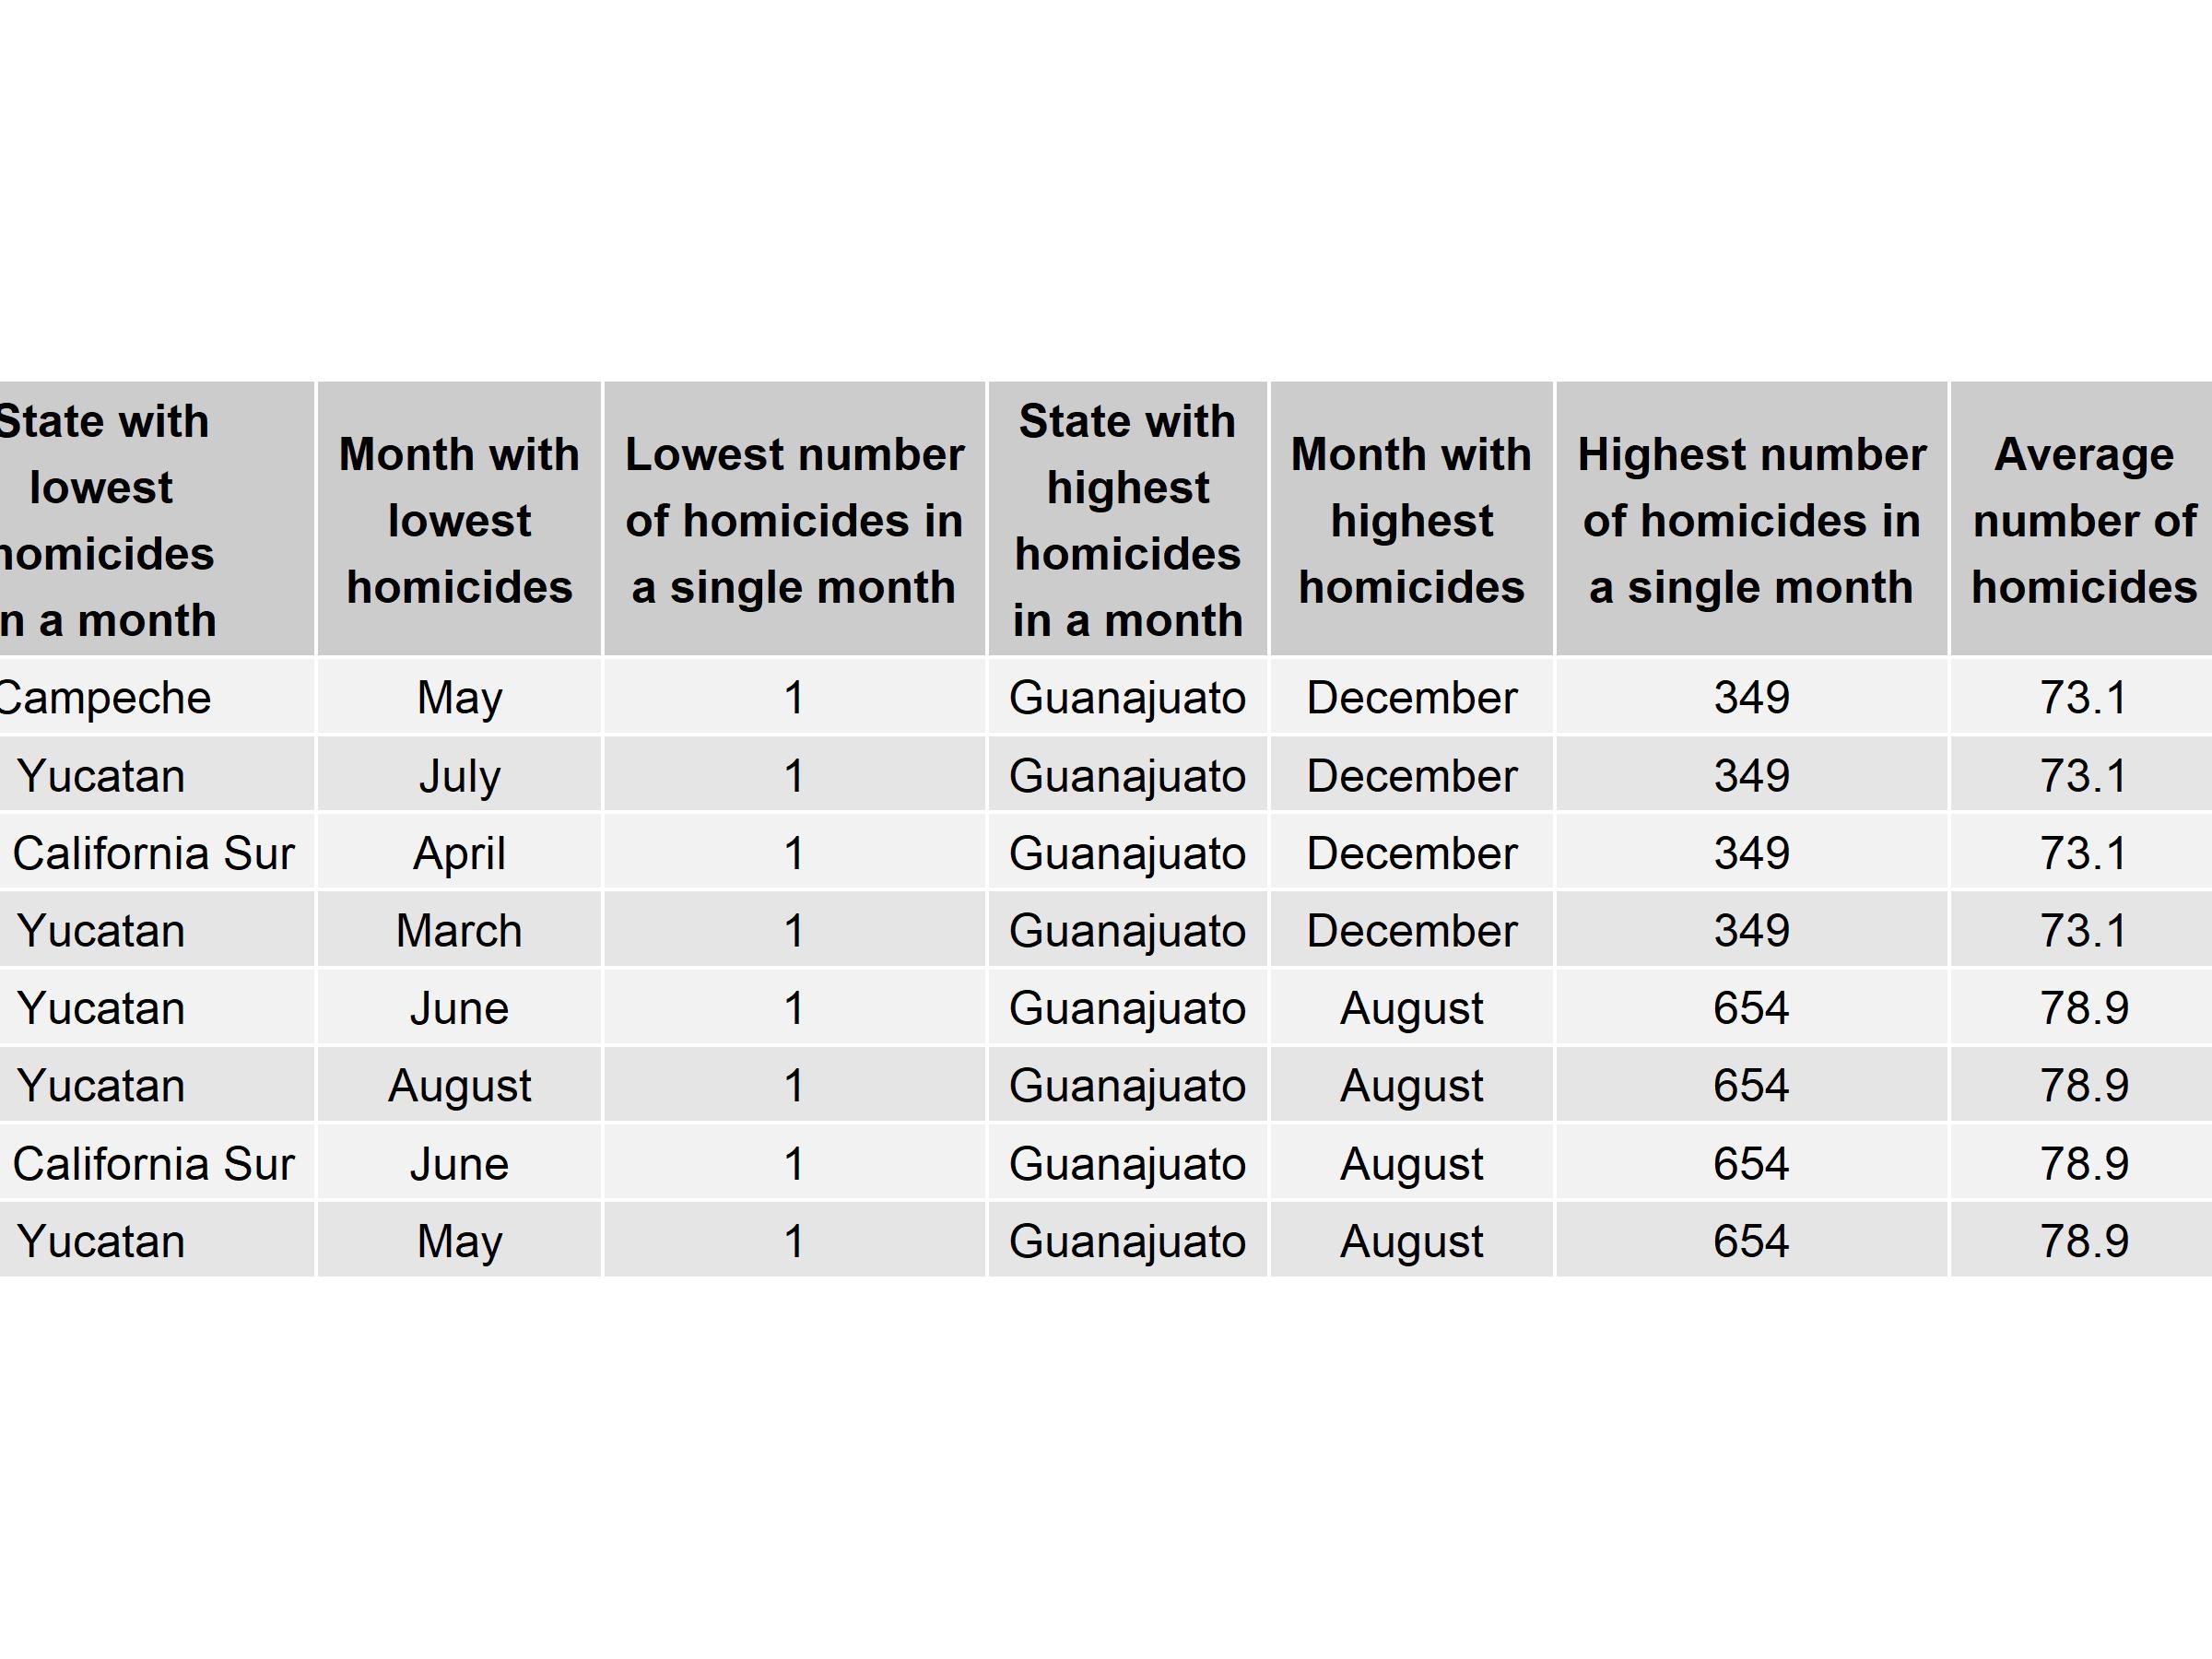 State with lowest homicides in a month Month with lowest homicides Lowest number of homicides in a single month State with highest homicides in a month Month with highest homicides Highest number of homicides in a single month Average number of homicides
Campeche May 1 Guanajuato December 349 73.1
Yucatan July 1 Guanajuato December 349 73.1
California Sur April 1 Guanajuato December 349 73.1
Yucatan March 1 Guanajuato December 349 73.1
Yucatan June 1 Guanajuato August 654 78.9
Yucatan August 1 Guanajuato August 654 78.9
California Sur June 1 Guanajuato August 654 78.9
Yucatan May 1 Guanajuato August 654 78.9